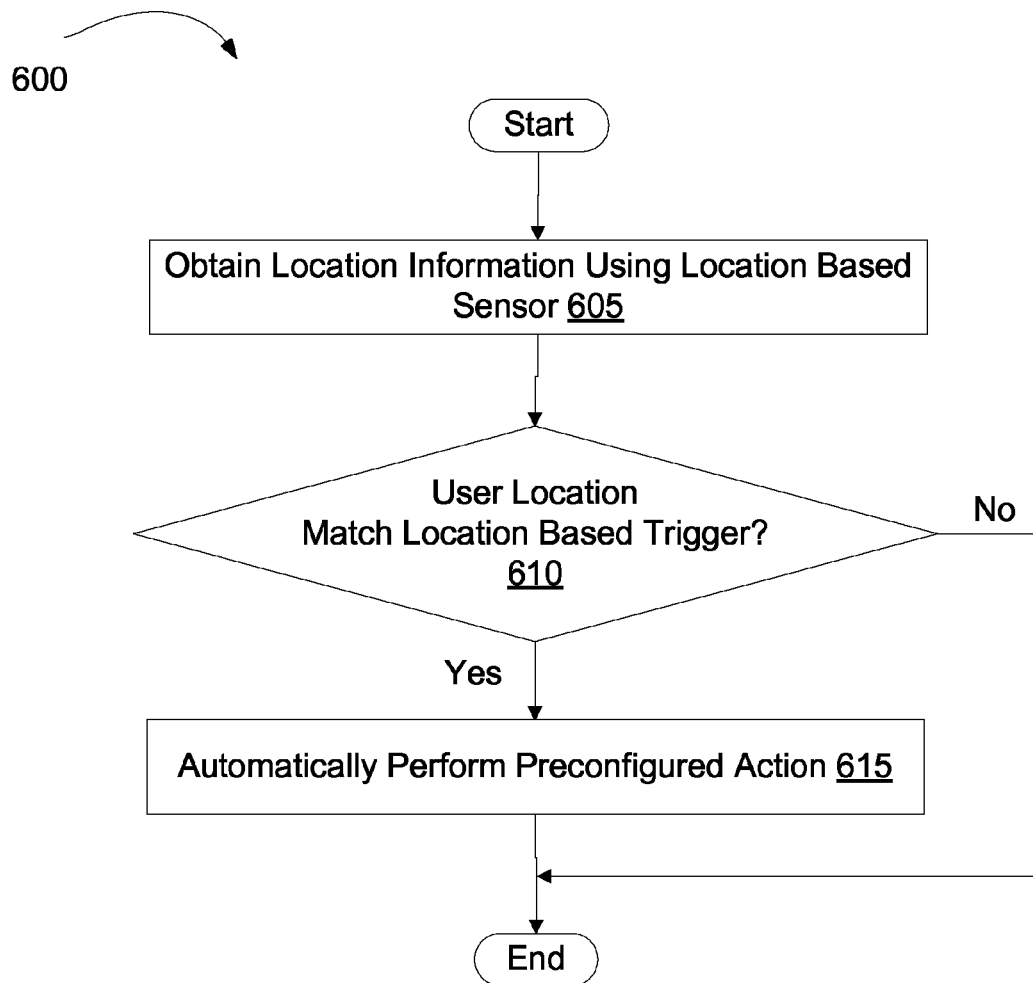 600
Start
Obtain Location Information Using Location Based
Sensor 605
User Location
Match Location Based Trigger?
610
No
Yes
Automatically Perform Preconfigured Action 615
End